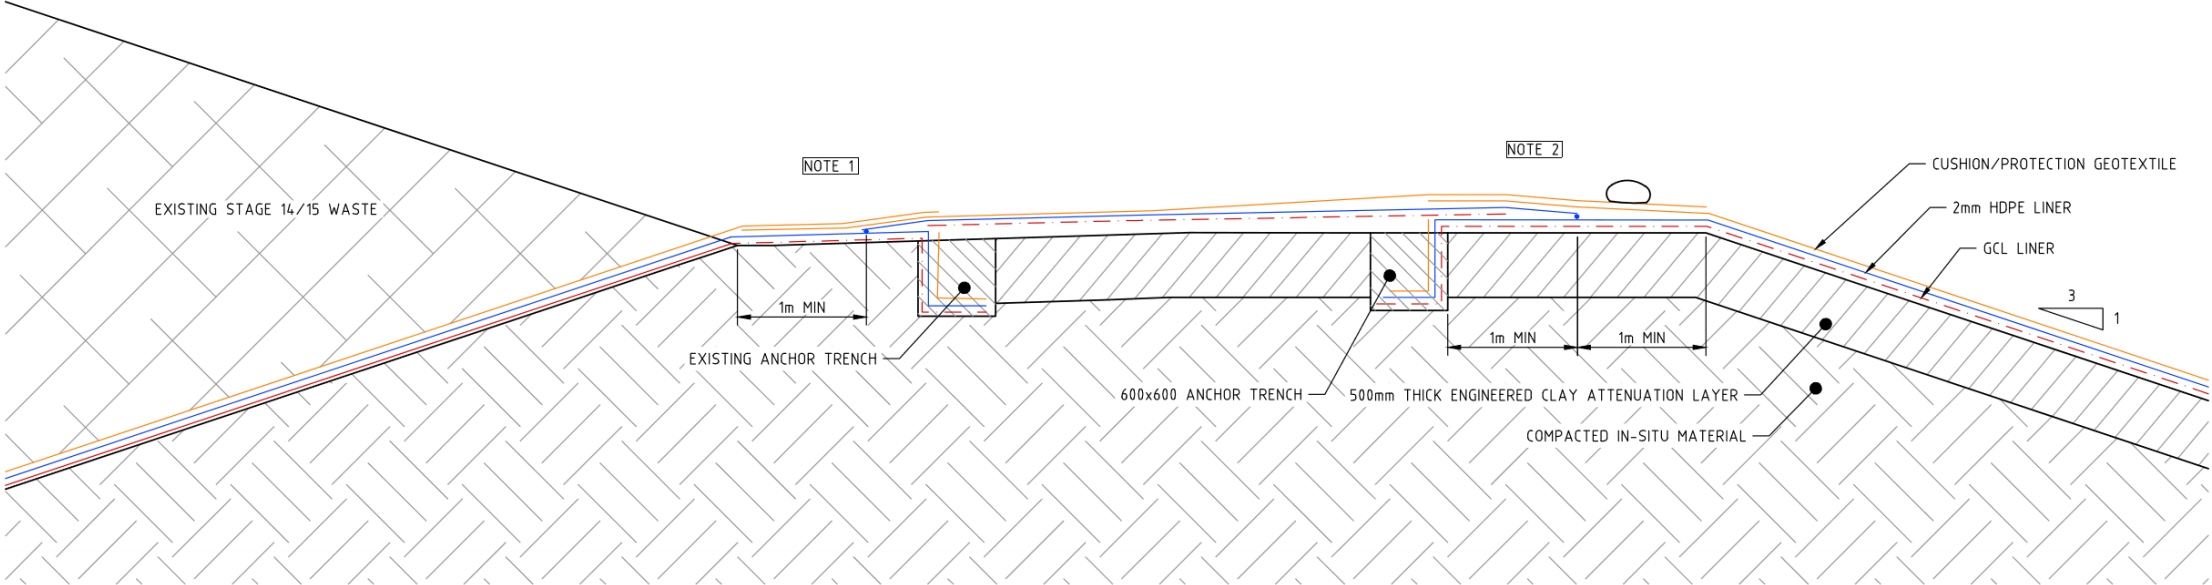 NOTE 1
NOTE 2
CUSHION/PROTECTION GEOTEXTILE
EXISTING STAGE 14/15 WASTE
2mm HDPE LINER
GCL LINER
3
1
1m MIN
1m MIN
1m MIN
EXISTING ANCHOR TRENCH
600x600 ANCHOR TRENCH
500mm THICK ENGINEERED CLAY ATTENUATION LAYER
COMPACTED IN-SITU MATERIAL